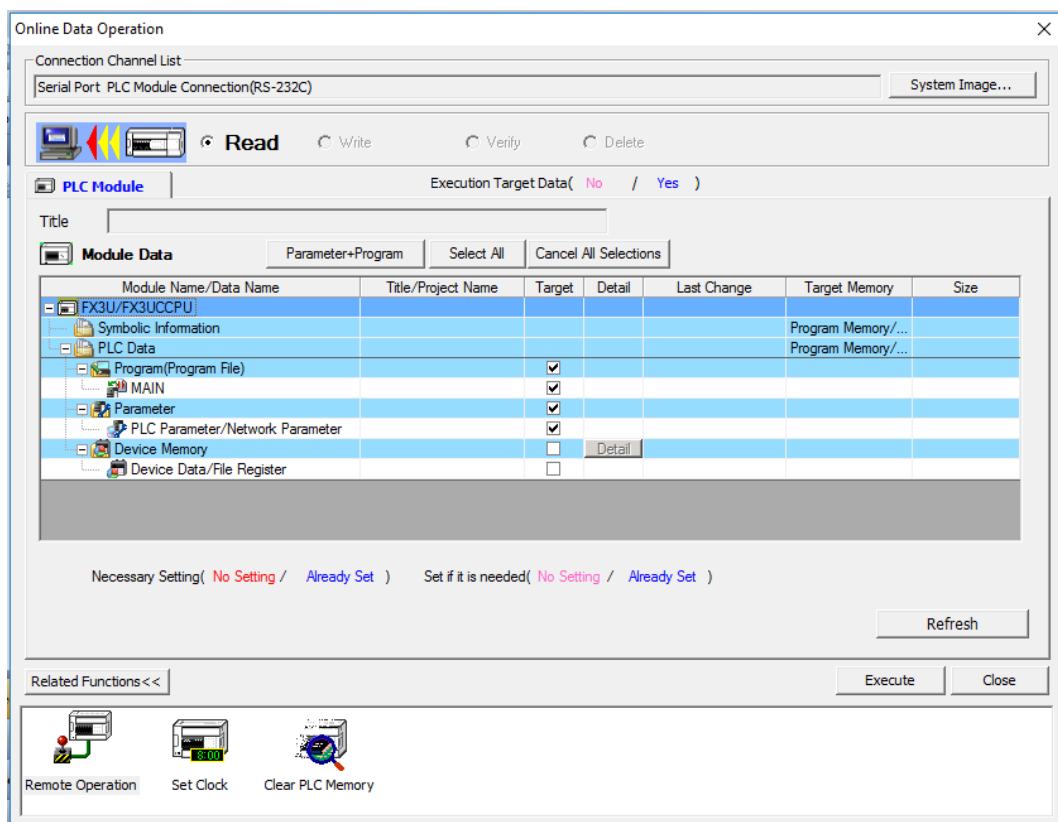 Online Data Operation
Connection Channel List
Serial Port PLC Module Connection(RS-232C)
System Image...
Read Write Verify Delete
PLC Module
Execution Target Data( No / Yes )
Title
Module Data
Parameter+Program Select All Cancel All Selections
Module Name/Data Name Title/Project Name Target Detail Last Change Target Memory Size
FX3U/FX3UCCPU
Symbolic Information Program Memory/...
PLC Data Program Memory/...
Program(Program File)
MAIN
Parameter
PLC Parameter/Network Parameter
Device Memory Detail
Device Data/File Register
Necessary Setting( No Setting / Already Set ) Set if it is needed( No Setting / Already Set )
Refresh
Related Functions<<
Execute Close
8:00
Remote Operation Set Clock Clear PLC Memory